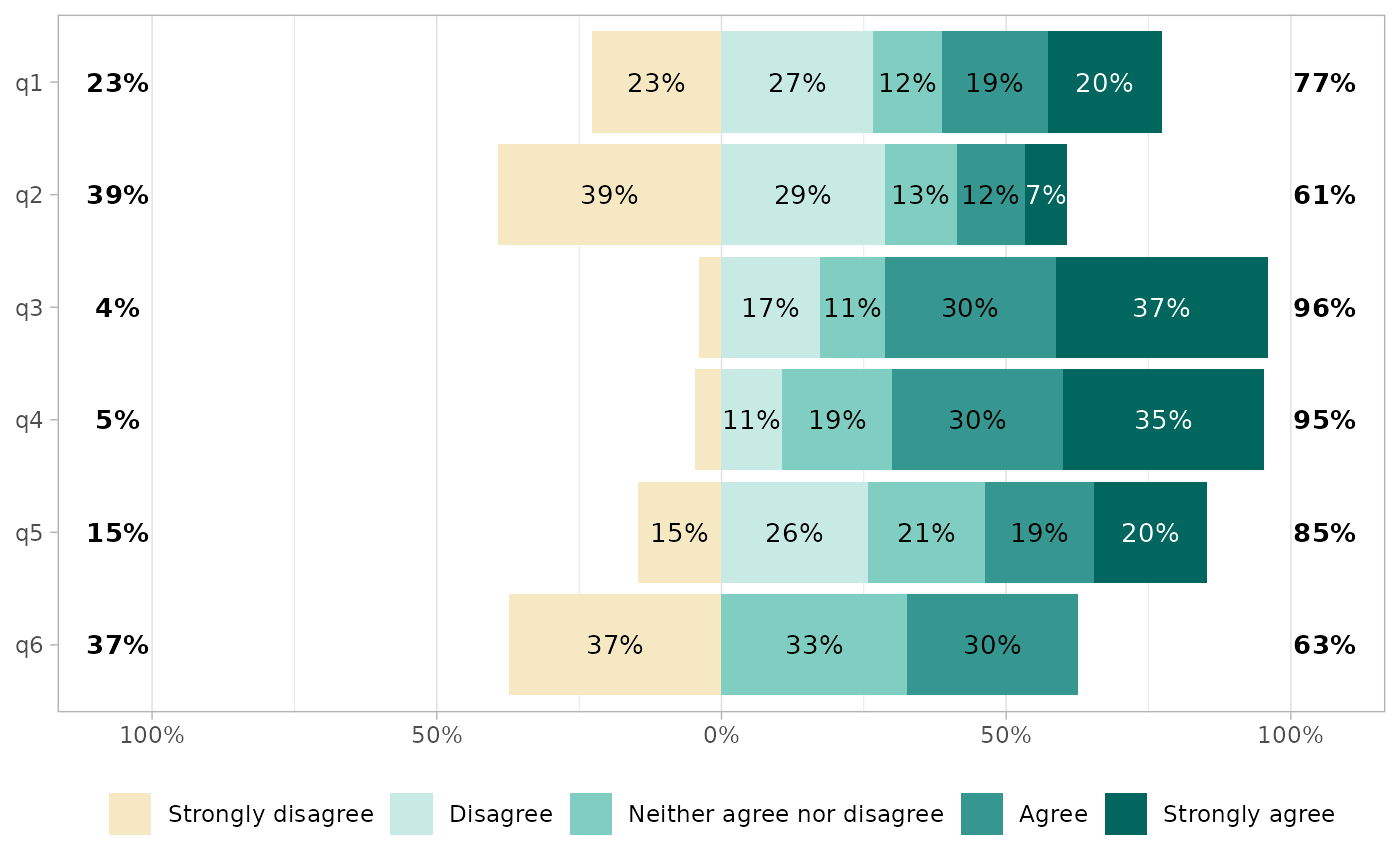 q1 23% 23% 27% 12% 19% 20% 77%
q2 39% 39% 29% 13% 12% 7% 61%
q3 4% 17% 11% 30% 37% 96%
q4 5% 11% 19% 30% 35% 95%
q5 15% 15% 26% 21% 19% 20% 85%
q6 37% 37% 33% 30% 63%
100% 50% 0% 50% 100%
Strongly disagree Disagree Neither agree nor disagree Agree Strongly agree